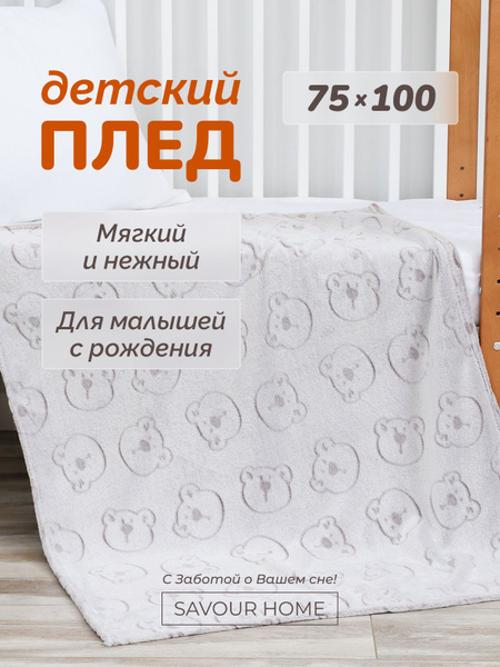 детский
ПЛЕД
75×100
Мягкий
и нежный
Для малышей
с рождения
С Заботой о Вашем сне!
SAVOUR HOME